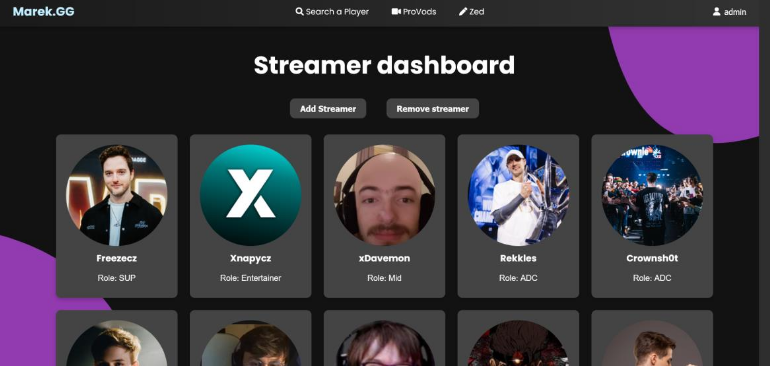 Marek.GG
Search a Player
ProVods
Zed
admin
Streamer dashboard
Add Streamer
Remove streamer
Freezecz
Role: SUP
Xnapycz
Role: Entertainer
xDavemon
Role: Mid
Rekkles
Role: ADC
Crownsh0t
Role: ADC